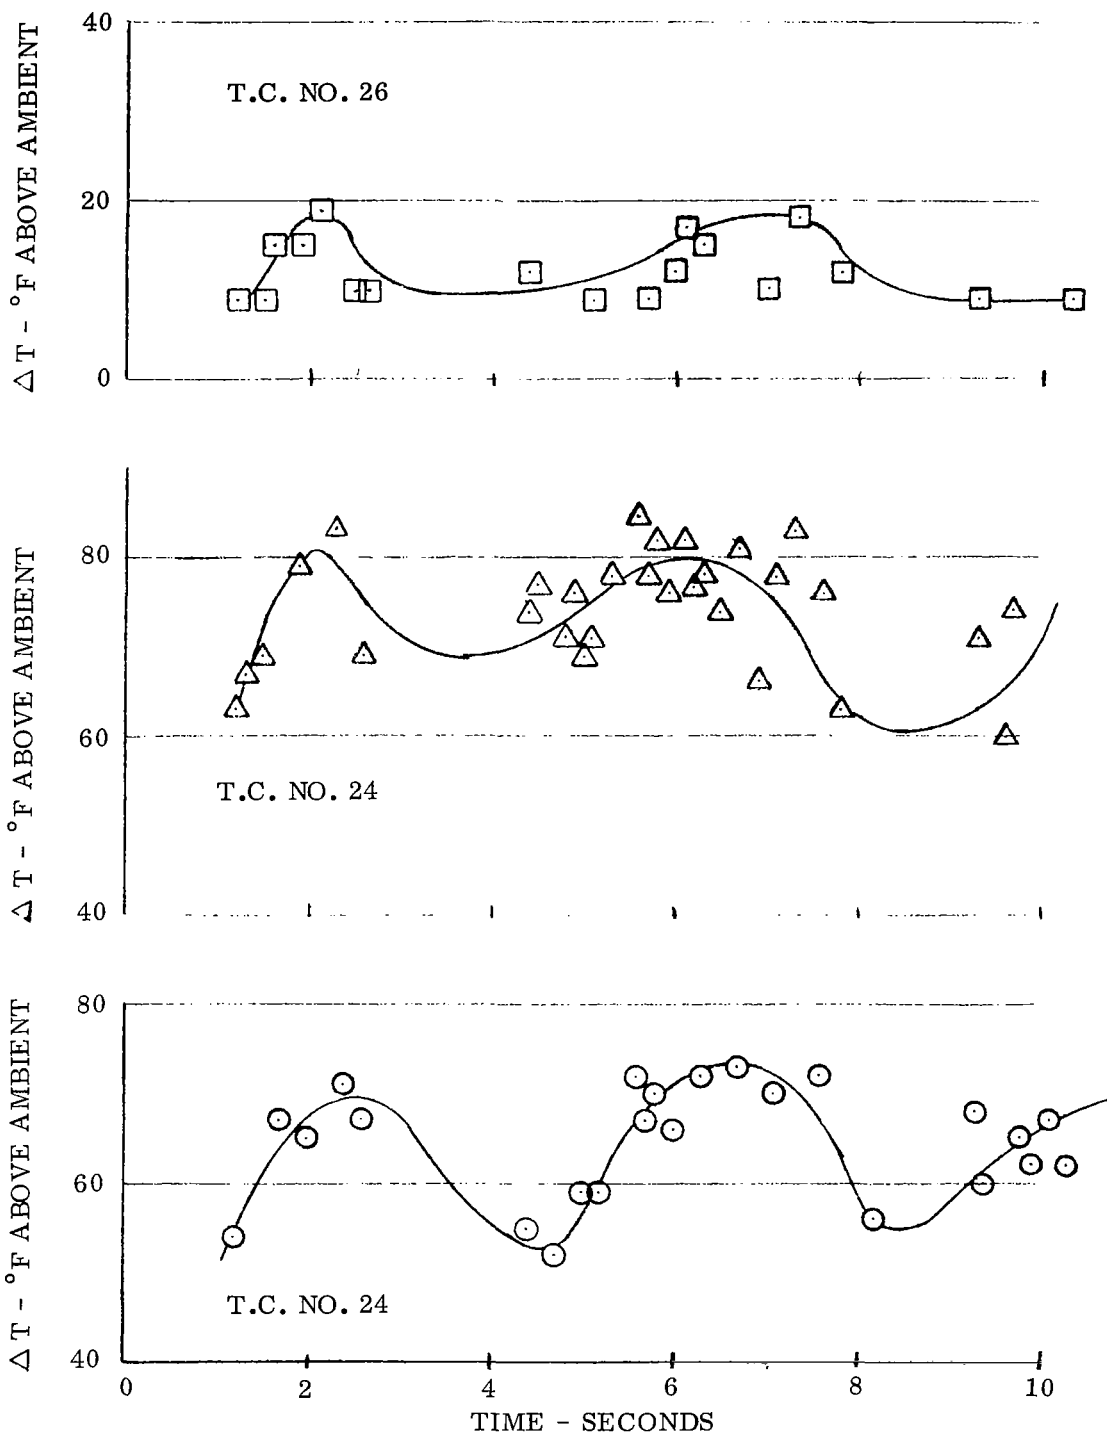 40
T.C. NO. 26
20
0
ΔT - °F ABOVE AMBIENT
80
60
T.C. NO. 24
40
ΔT - °F ABOVE AMBIENT
80
60
T.C. NO. 24
40
ΔT - °F ABOVE AMBIENT
0 2 4 6 8 10
TIME - SECONDS